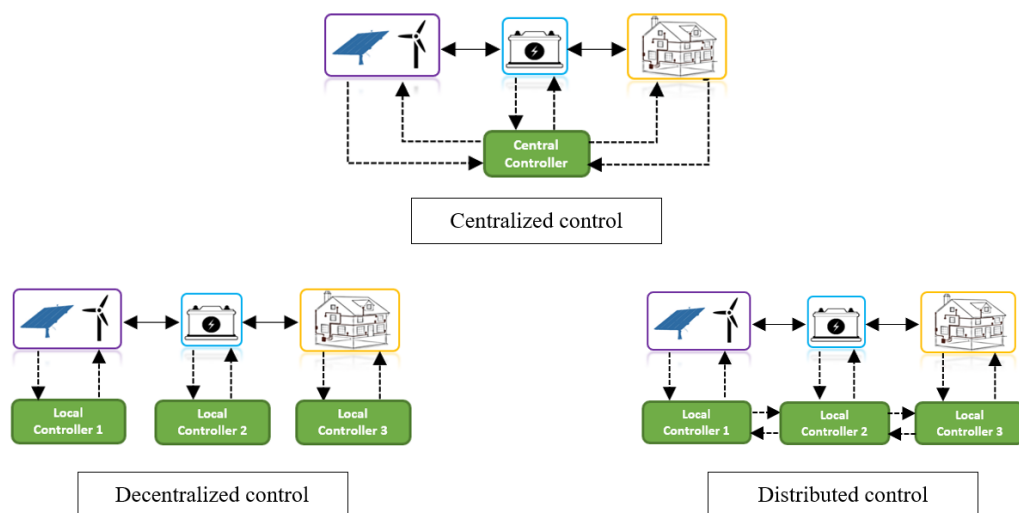 Central
Controller
Centralized control
Local
Controller 1
Local
Controller 2
Local
Controller 3
Decentralized control
Local
Controller 1
Local
Controller 2
Local
Controller 3
Distributed control